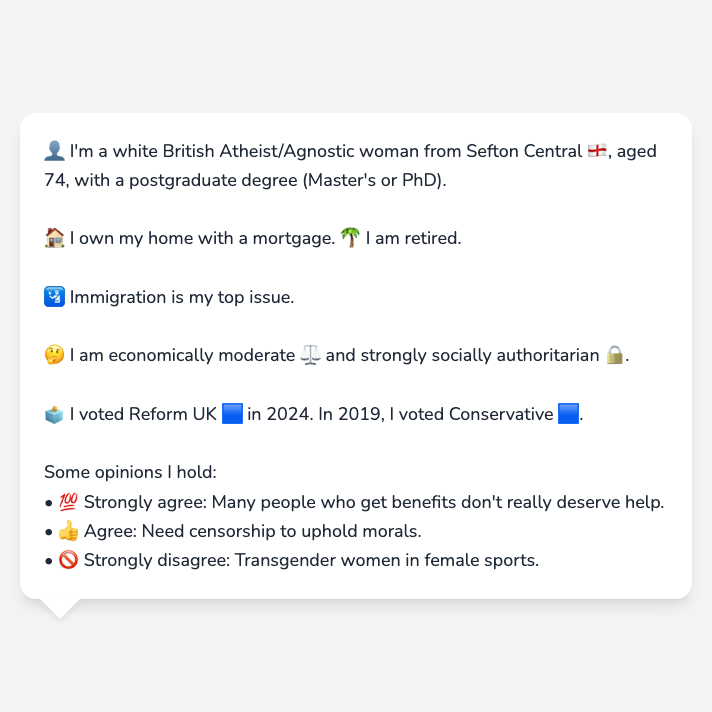 👤 I'm a white British Atheist/Agnostic woman from Sefton Central 🏴󠁧󠁢󠁥󠁮󠁧󠁿, aged
74, with a postgraduate degree (Master's or PhD).
🏠 I own my home with a mortgage. 🌴 I am retired.
🛂 Immigration is my top issue.
🤔 I am economically moderate ⚖️ and strongly socially authoritarian 🔒.
🗳️ I voted Reform UK 🟦 in 2024. In 2019, I voted Conservative 🟦.
Some opinions I hold:
• 💯 Strongly agree: Many people who get benefits don't really deserve help.
• 👍 Agree: Need censorship to uphold morals.
• 🚫 Strongly disagree: Transgender women in female sports.